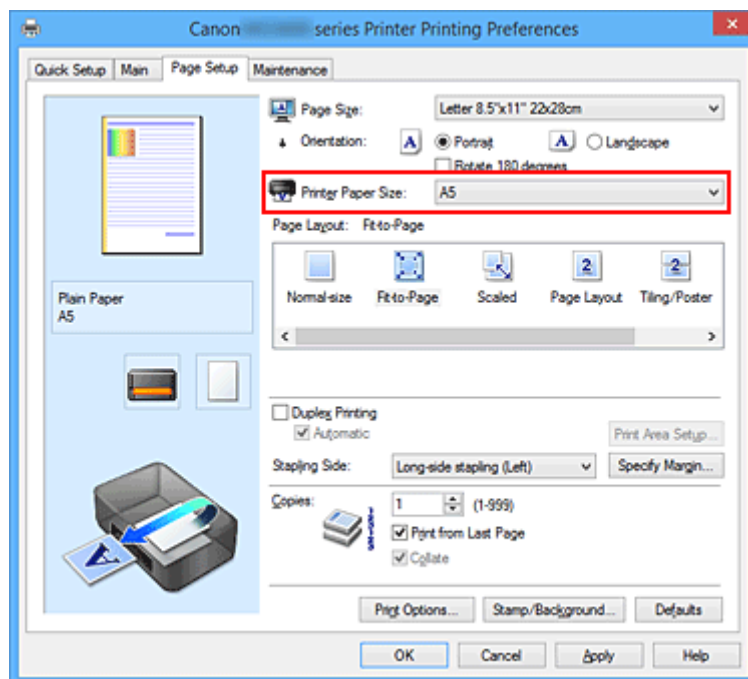 Canon series Printer Printing Preferences
Quick Setup Main Page Setup Maintenance
Page Size: Letter 8.5"x11" 22x28cm
Orientation: A Portrait A Landscape
Rotate 180 degrees
Printer Paper Size: A5
Page Layout: Fit-to-Page
2 2
Normal-size Fit-to-Page Scaled Page Layout Tiling/Poster
Plain Paper
A5
Duplex Printing
Automatic
Print Area Setup...
Stapling Side: Long-side stapling (Left) Specify Margin...
Copies: 1 (1-999)
Print from Last Page
Collate
A
Print Options... Stamp/Background... Defaults
OK Cancel Apply Help